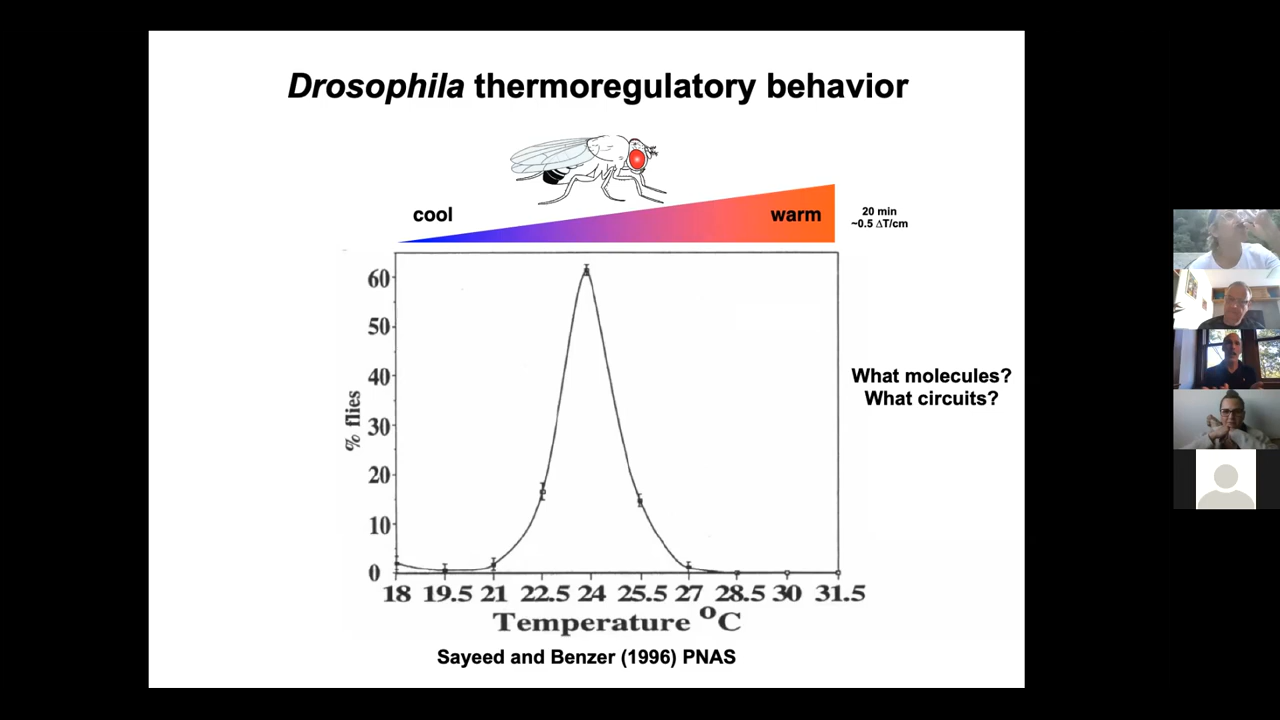 Drosophila thermoregulatory behavior
cool
warm
20 min
~0.5 ΔT/cm
60
50
40
30
20
10
0
% flies
18 19.5 21 22.5 24 25.5 27 28.5 30 31.5
Temperature ºC
What molecules?
What circuits?
Sayeed and Benzer (1996) PNAS